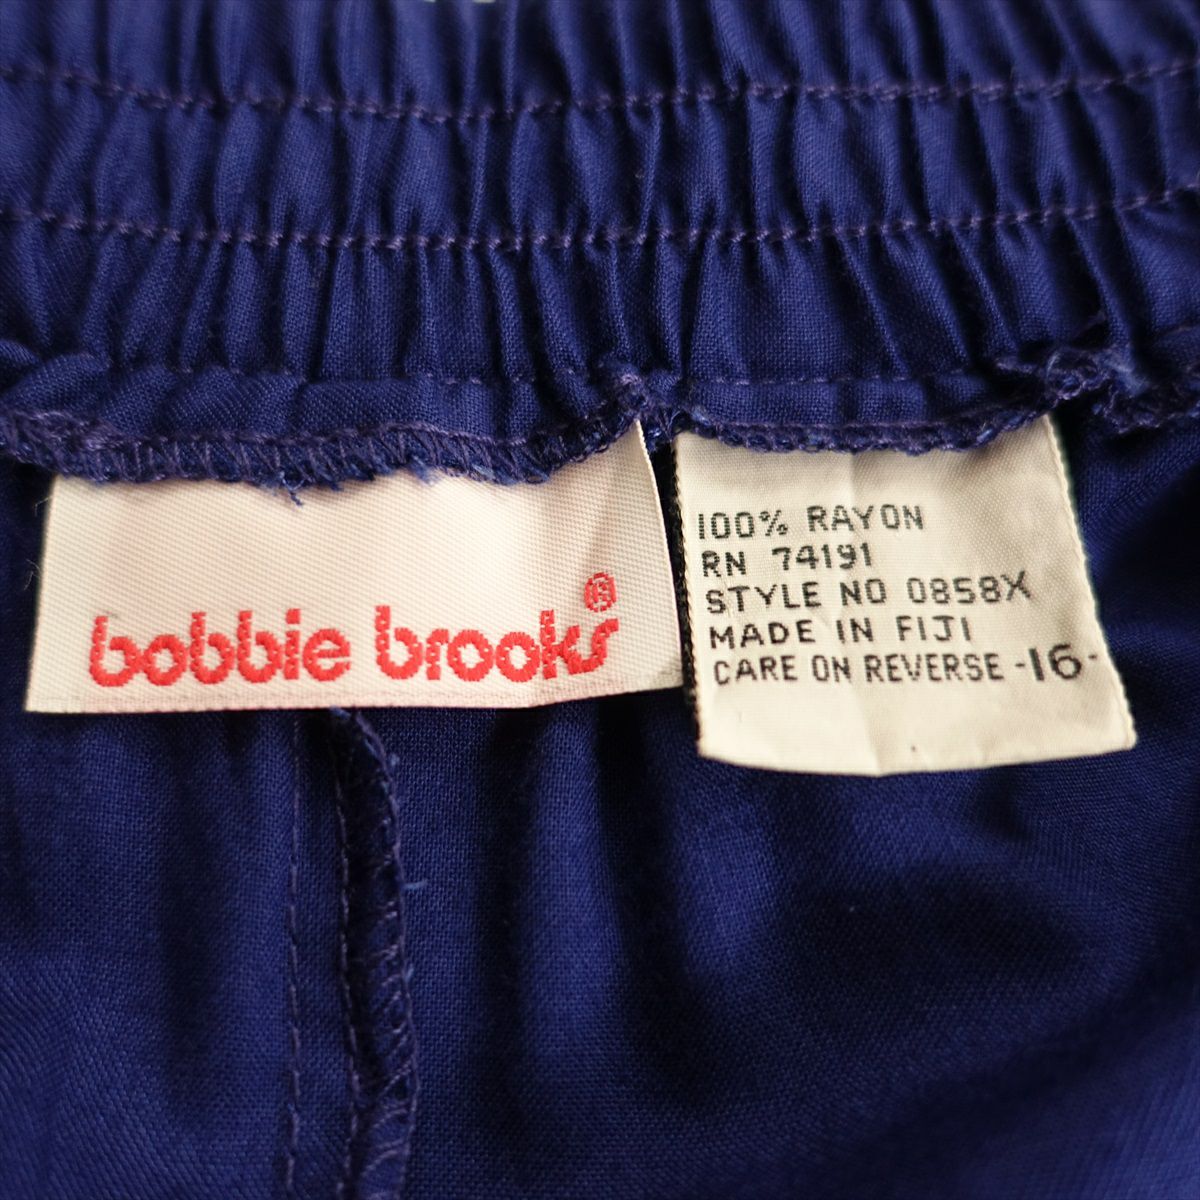 bobbie brooks®
100% RAYON
RN 74191
STYLE NO 0858X
MADE IN FIJI
CARE ON REVERSE -16-